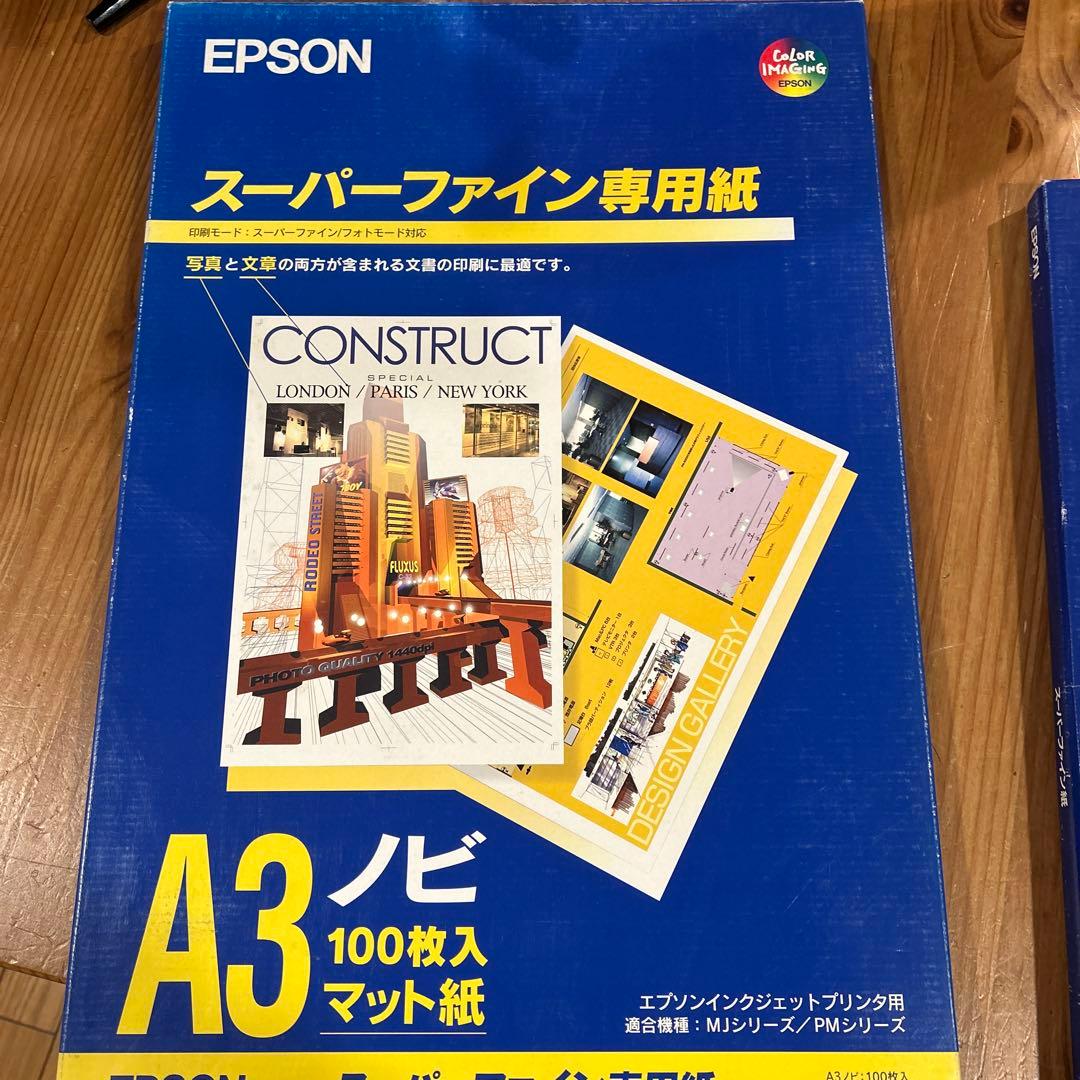 EPSON
COLOR
IMAGING
EPSON
スーパーファイン専用紙
印刷モード：スーパーファイン/フォトモード対応
写真と文章の両方が含まれる文書の印刷に最適です。
CONSTRUCT
SPECIAL
LONDON / PARIS / NEW YORK
RODEO STREET
FLUXUS
PHOTO QUALITY 1440dpi
DESIGN GALLERY
A3ノビ
100枚入
マット紙
エプソンインクジェットプリンタ用
適合機種：MJシリーズ／PMシリーズ
EPSON スーパーファイン専用紙
A3ノビ：100枚入
EPSON